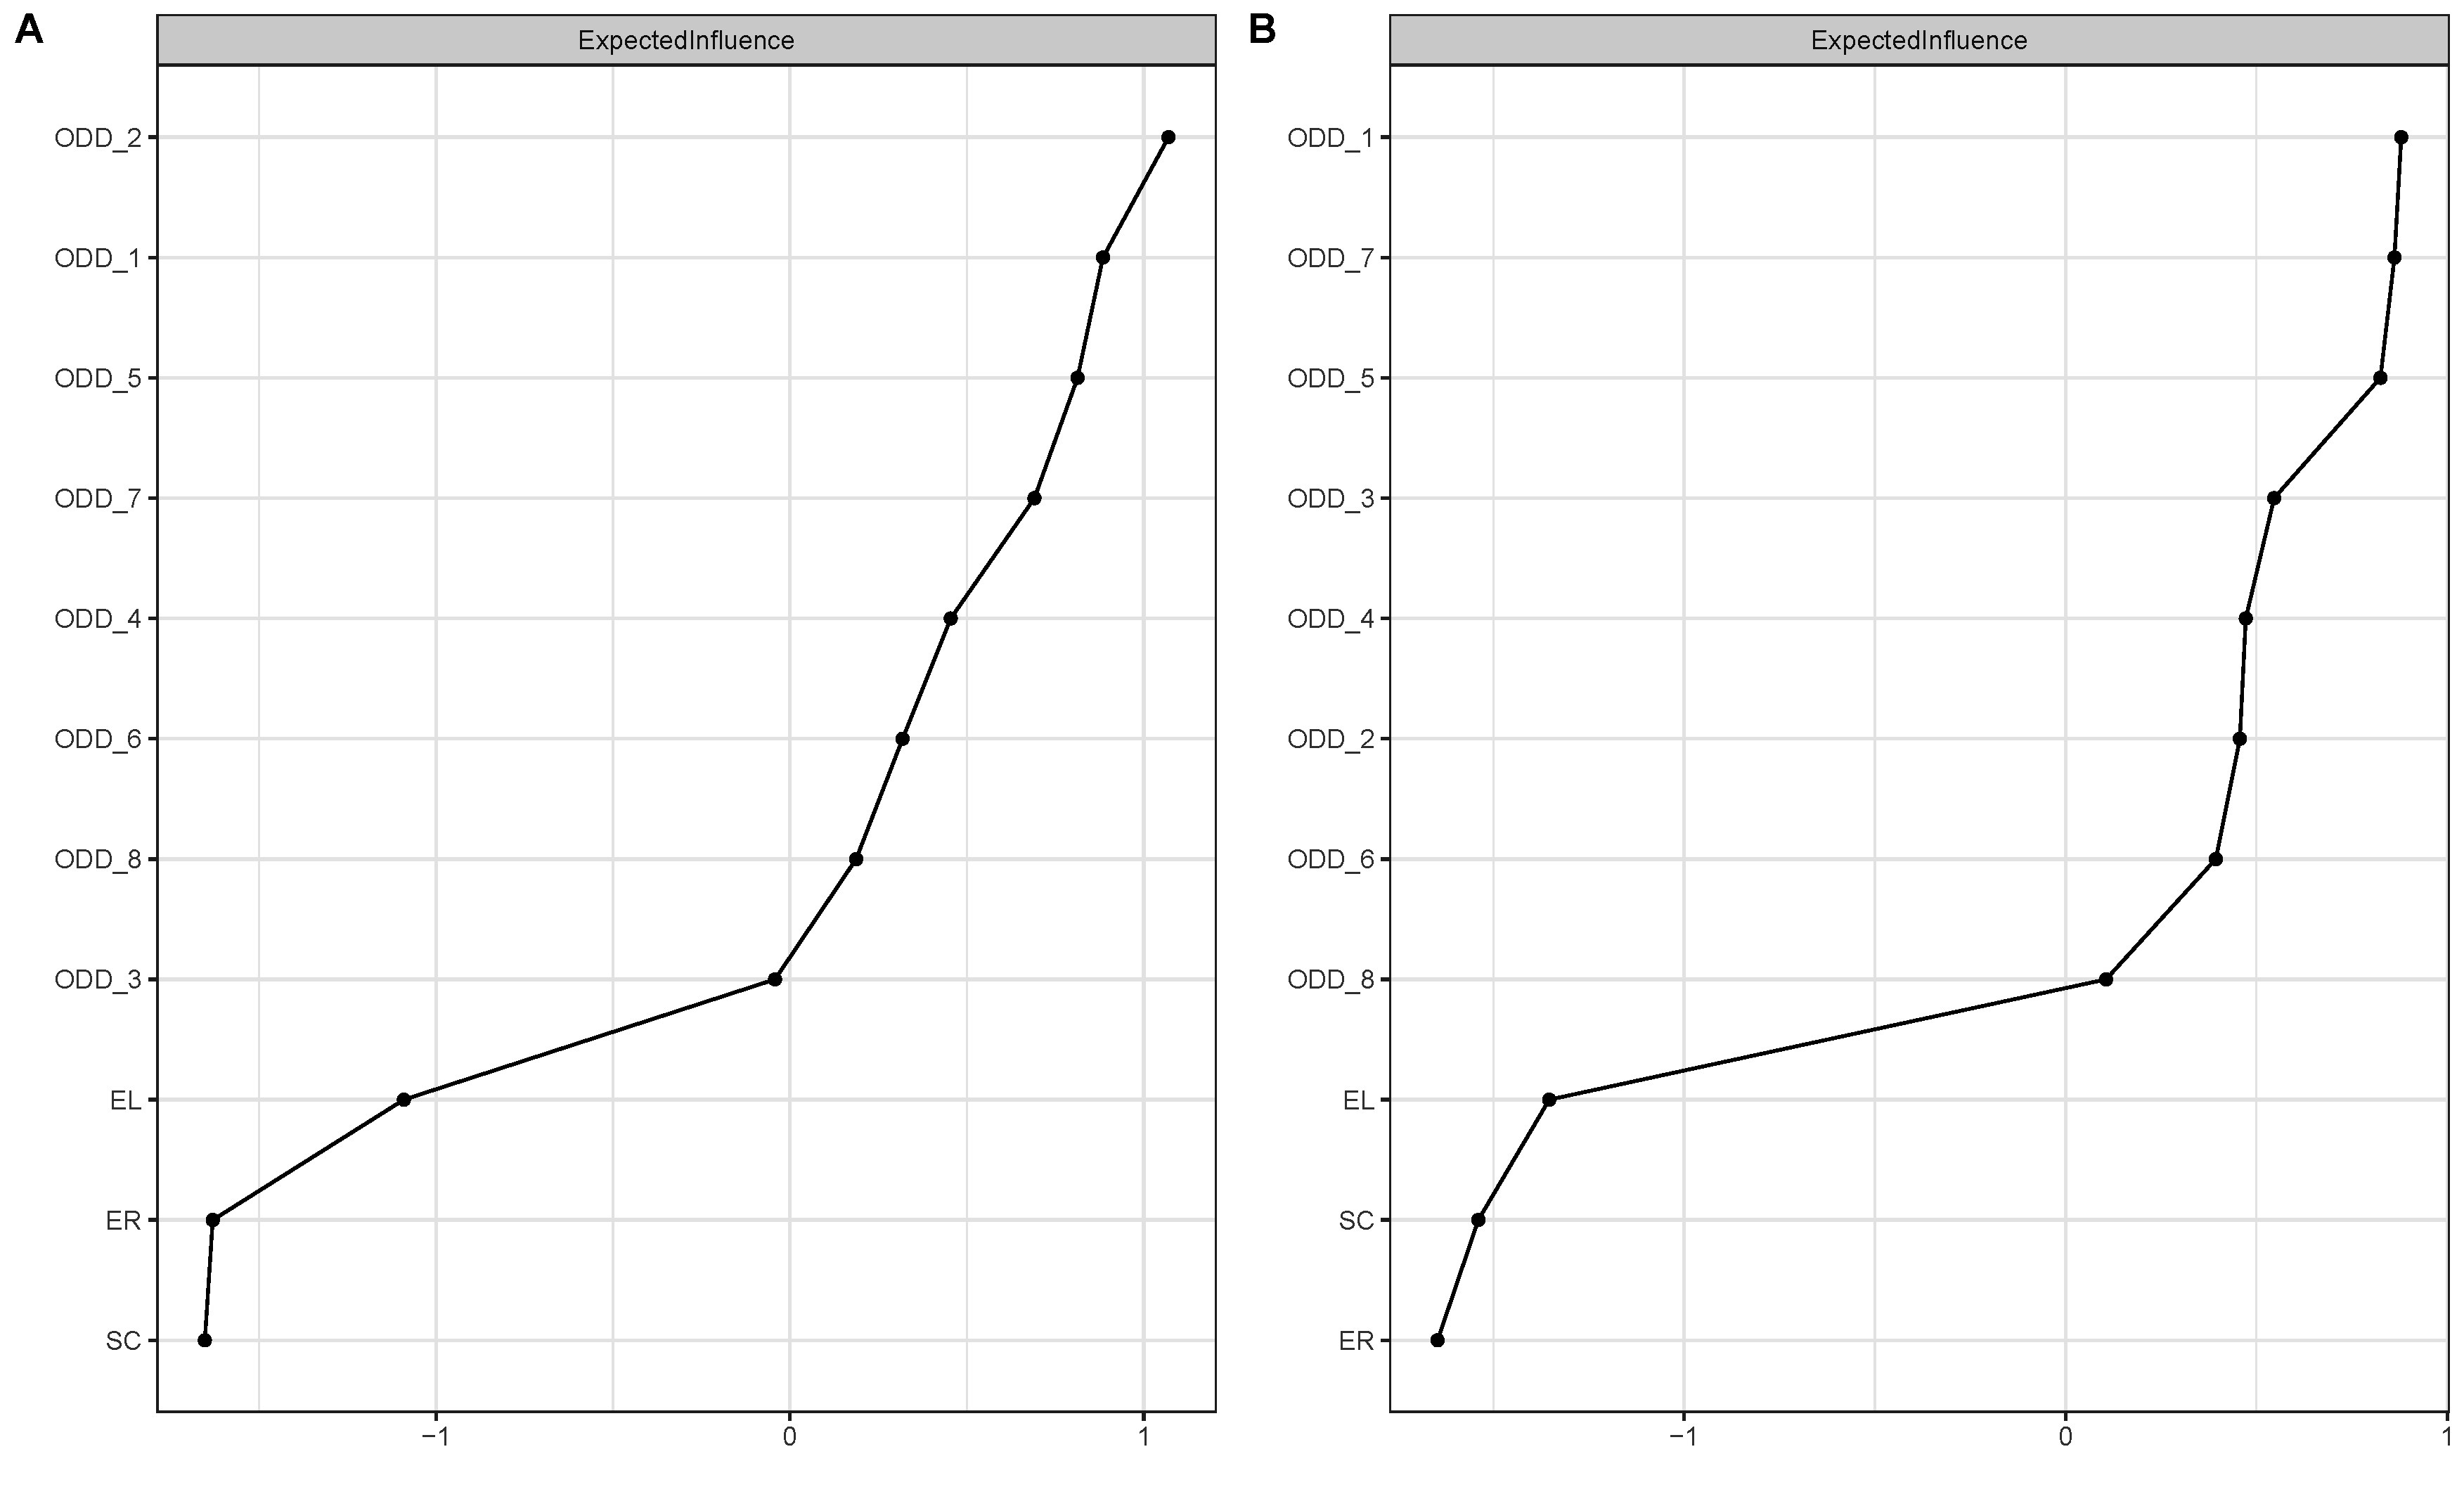 A
ExpectedInfluence
ODD_2
ODD_1
ODD_5
ODD_7
ODD_4
ODD_6
ODD_8
ODD_3
EL
ER
SC
−1 0 1
B
ExpectedInfluence
ODD_1
ODD_7
ODD_5
ODD_3
ODD_4
ODD_2
ODD_6
ODD_8
EL
SC
ER
−1 0 1